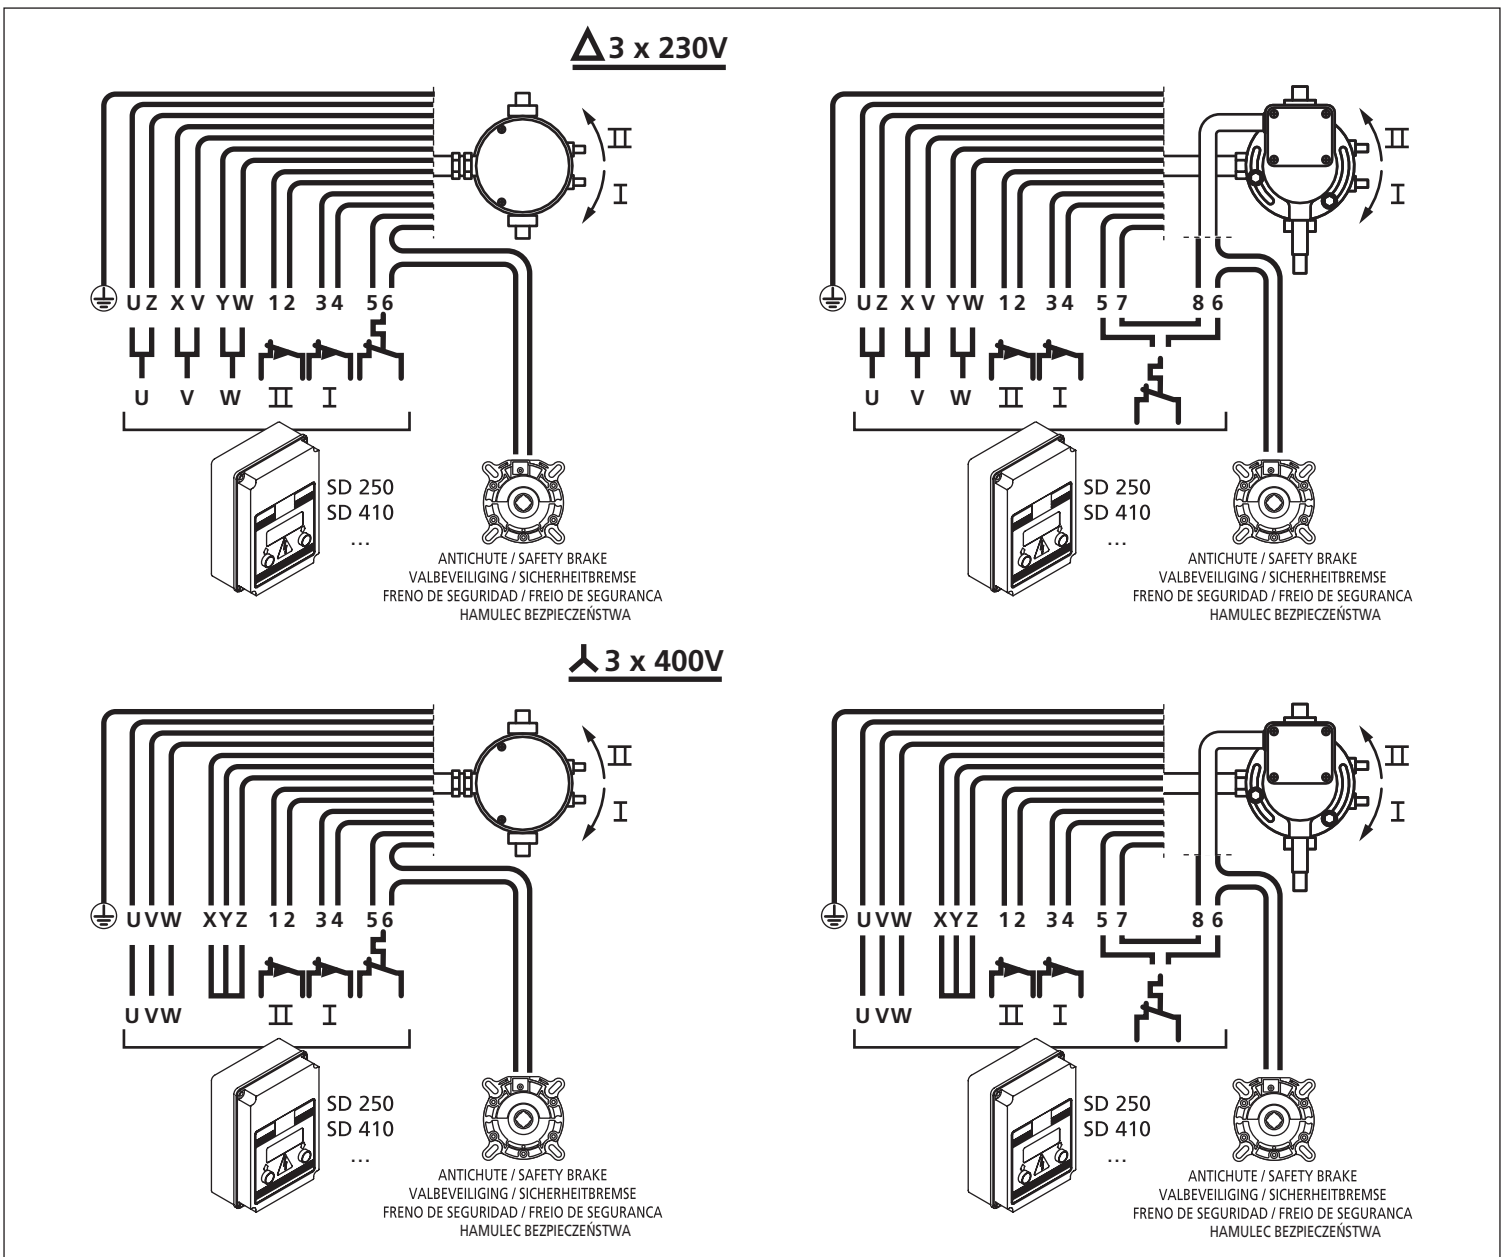 3 x 230V
II
I
U Z X V Y W 1 2 3 4 5 6
U V W II I
SD 250
SD 410
...
ANTICHUTE / SAFETY BRAKE
VALBEVEILIGING / SICHERHEITBREMSE
FRENO DE SEGURIDAD / FREIO DE SEGURANCA
HAMULEC BEZPIECZEŃSTWA
II
I
U Z X V Y W 1 2 3 4 5 7 8 6
U V W II I
SD 250
SD 410
...
ANTICHUTE / SAFETY BRAKE
VALBEVEILIGING / SICHERHEITBREMSE
FRENO DE SEGURIDAD / FREIO DE SEGURANCA
HAMULEC BEZPIECZEŃSTWA
3 x 400V
II
I
U V W X Y Z 1 2 3 4 5 6
U V W II I
SD 250
SD 410
...
ANTICHUTE / SAFETY BRAKE
VALBEVEILIGING / SICHERHEITBREMSE
FRENO DE SEGURIDAD / FREIO DE SEGURANCA
HAMULEC BEZPIECZEŃSTWA
II
I
U V W X Y Z 1 2 3 4 5 7 8 6
U V W II I
SD 250
SD 410
...
ANTICHUTE / SAFETY BRAKE
VALBEVEILIGING / SICHERHEITBREMSE
FRENO DE SEGURIDAD / FREIO DE SEGURANCA
HAMULEC BEZPIECZEŃSTWA